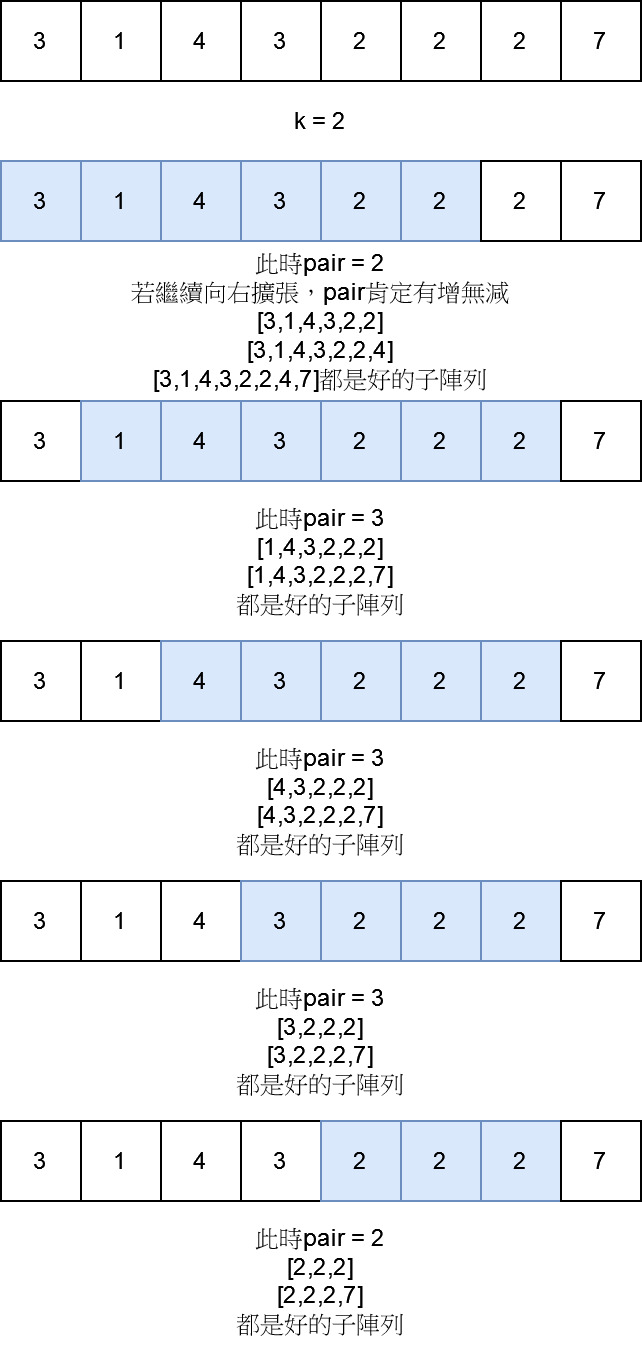 3 1 4 3 2 2 2 7
k = 2
3 1 4 3 2 2 2 7
此時pair = 2
若繼續向右擴張，pair肯定有增無減
[3,1,4,3,2,2]
[3,1,4,3,2,2,4]
[3,1,4,3,2,2,4,7]都是好的子陣列
3 1 4 3 2 2 2 7
此時pair = 3
[1,4,3,2,2,2]
[1,4,3,2,2,2,7]
都是好的子陣列
3 1 4 3 2 2 2 7
此時pair = 3
[4,3,2,2,2]
[4,3,2,2,2,7]
都是好的子陣列
3 1 4 3 2 2 2 7
此時pair = 3
[3,2,2,2]
[3,2,2,2,7]
都是好的子陣列
3 1 4 3 2 2 2 7
此時pair = 2
[2,2,2]
[2,2,2,7]
都是好的子陣列